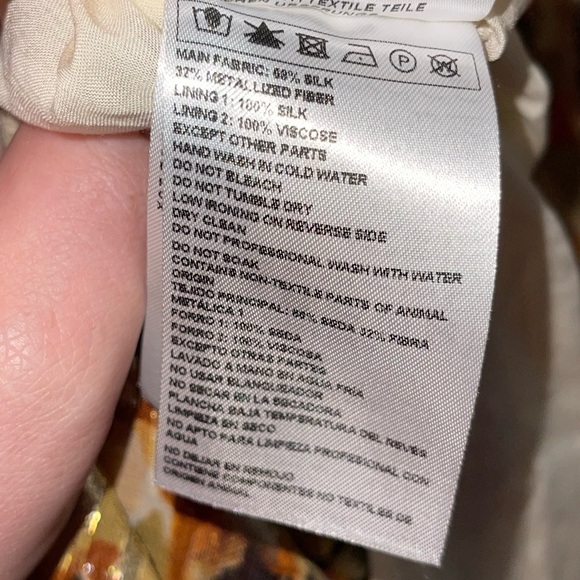 TEXTILE TEILE
P
MAIN FABRIC: 68% SILK
32% METALLIZED FIBER
LINING 1: 100% SILK
LINING 2: 100% VISCOSE
EXCEPT OTHER PARTS
HAND WASH IN COLD WATER
DO NOT BLEACH
DO NOT TUMBLE DRY
LOW IRONING ON REVERSE SIDE
DRY CLEAN
DO NOT PROFESSIONAL WASH WITH WATER
DO NOT SOAK
CONTAINS NON-TEXTILE PARTS OF ANIMAL
ORIGIN
TEJIDO PRINCIPAL: 68% SEDA 32% FIBRA
METÁLICA 1
FORRO 1: 100% SEDA
FORRO 2: 100% VISCOSA
EXCEPTO OTRAS PARTES
LAVADO A MANO EN AGUA FRÍA
NO USAR BLANQUEADOR
NO SECAR EN LA SECADORA
PLANCHA BAJA TEMPERATURA DEL REVES
LIMPIEZA EN SECO
NO APTO PARA LIMPIEZA PROFESIONAL CON
AGUA
NO DEJAR EN REMOJO
CONTIENE COMPONENTES NO TEXTILES DE
ORIGEN ANIMAL